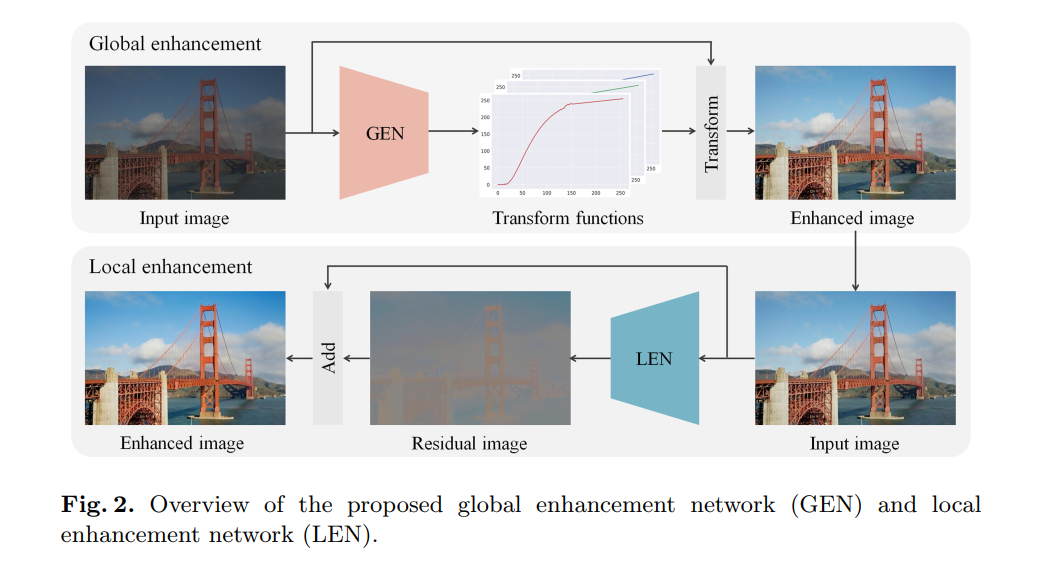 Global enhancement
GEN
250
250
250
200
150
100
50
0
0
50
100
150
200
250
250
250
Transform
Input image
Transform functions
Enhanced image
Local enhancement
Add
LEN
Enhanced image
Residual image
Input image
Fig. 2. Overview of the proposed global enhancement network (GEN) and local
enhancement network (LEN).